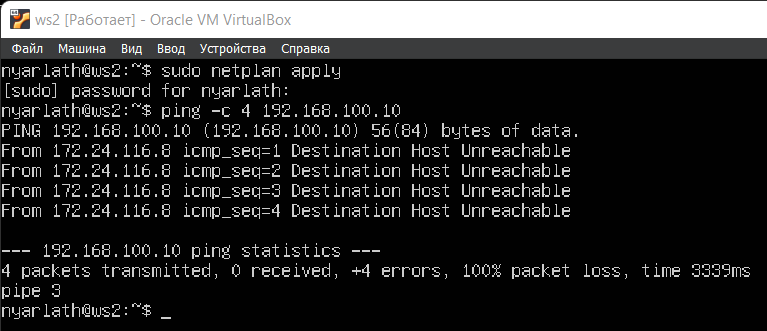 ws2 [Работает] - Oracle VM VirtualBox
Файл Машина Вид Ввод Устройства Справка
nyarlath@ws2:~$ sudo netplan apply
[sudo] password for nyarlath:
nyarlath@ws2:~$ ping -c 4 192.168.100.10
PING 192.168.100.10 (192.168.100.10) 56(84) bytes of data.
From 172.24.116.8 icmp_seq=1 Destination Host Unreachable
From 172.24.116.8 icmp_seq=2 Destination Host Unreachable
From 172.24.116.8 icmp_seq=3 Destination Host Unreachable
From 172.24.116.8 icmp_seq=4 Destination Host Unreachable
--- 192.168.100.10 ping statistics ---
4 packets transmitted, 0 received, +4 errors, 100% packet loss, time 3339ms
pipe 3
nyarlath@ws2:~$ _